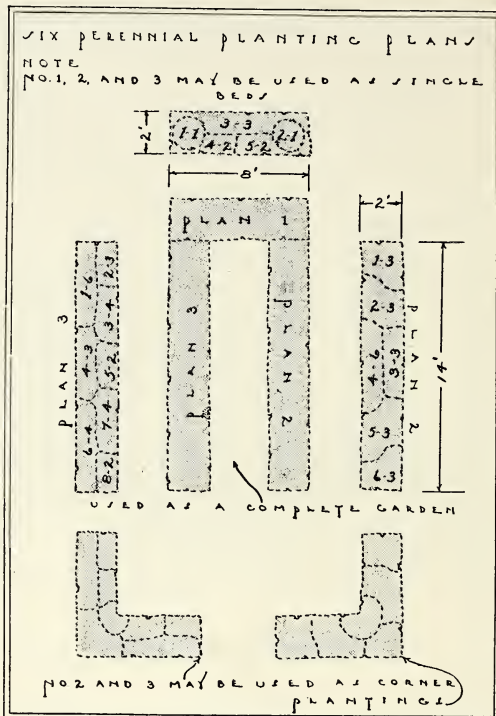 SIX PERENNIAL PLANTING PLANS
NOTE
NO. 1, 2, AND 3 MAY BE USED AS SINGLE
BEDS
2'
1-1
3-3
2-1
4-2
5-2
8'
PLAN 1
2'
PLAN 3
1-6
2-3
3-4
4-3
5-2
6-4
7-4
8-2
PLAN 3
PLAN 2
1-3
2-3
4-6
3-3
5-3
6-3
PLAN 2
14'
USED AS A COMPLETE GARDEN
NO 2 AND 3 MAY BE USED AS CORNER
PLANTINGS